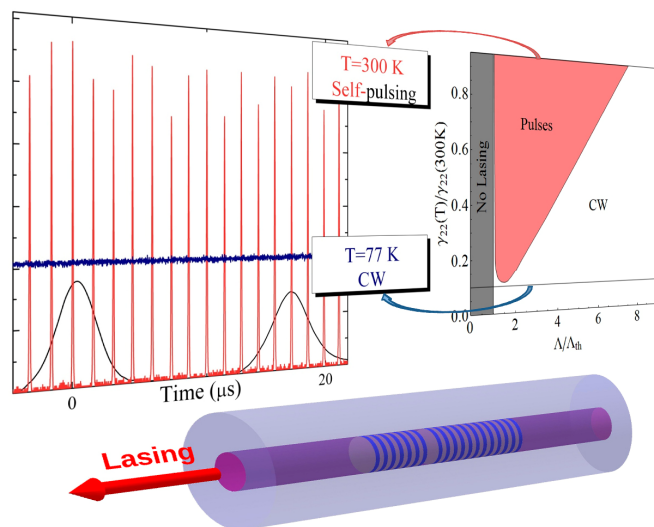 T=300 K
Self-pulsing
T=77 K
CW
0
20
Time (μs)
γ₂₂(T)/γ₂₂(300K)
0.8
0.6
0.4
0.2
0.0
No Lasing
Pulses
CW
2
4
6
8
Λ/Λth
Lasing